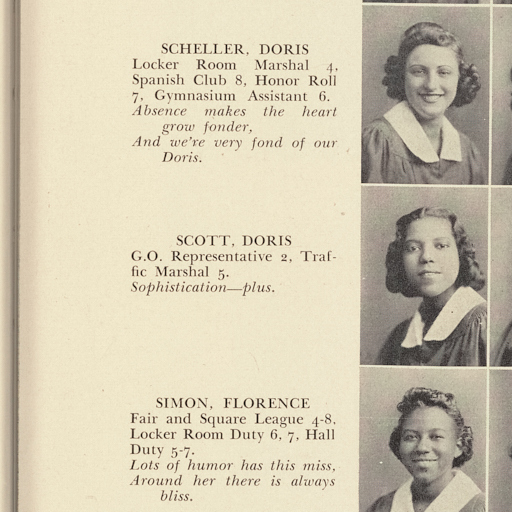 SCHELLER, DORIS
Locker Room Marshal 4,
Spanish Club 8, Honor Roll
7, Gymnasium Assistant 6.
Absence makes the heart
grow fonder,
And we're very fond of our
Doris.
SCOTT, DORIS
G.O. Representative 2, Traf-
fic Marshal 5.
Sophistication—plus.
SIMON, FLORENCE
Fair and Square League 4-8,
Locker Room Duty 6, 7, Hall
Duty 5-7.
Lots of humor has this miss,
Around her there is always
bliss.